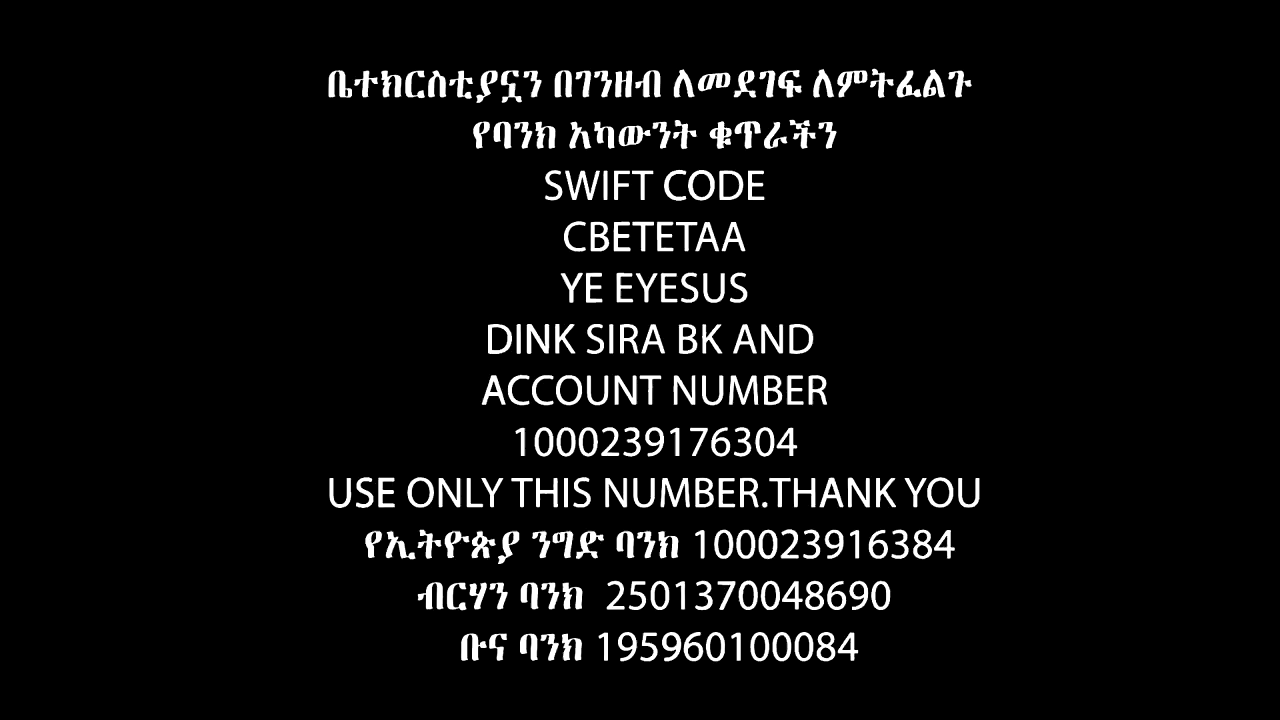 ቤተክርስቲያኗን በገንዘብ ለመደገፍ ለምትፈልጉ
የባንክ አካውንት ቁጥራችን
SWIFT CODE
CBETETAA
YE EYESUS
DINK SIRA BK AND
ACCOUNT NUMBER
1000239176304
USE ONLY THIS NUMBER.THANK YOU
የኢትዮጵያ ንግድ ባንክ 100023916384
ብርሃን ባንክ 2501370048690
ቡና ባንክ 195960100084